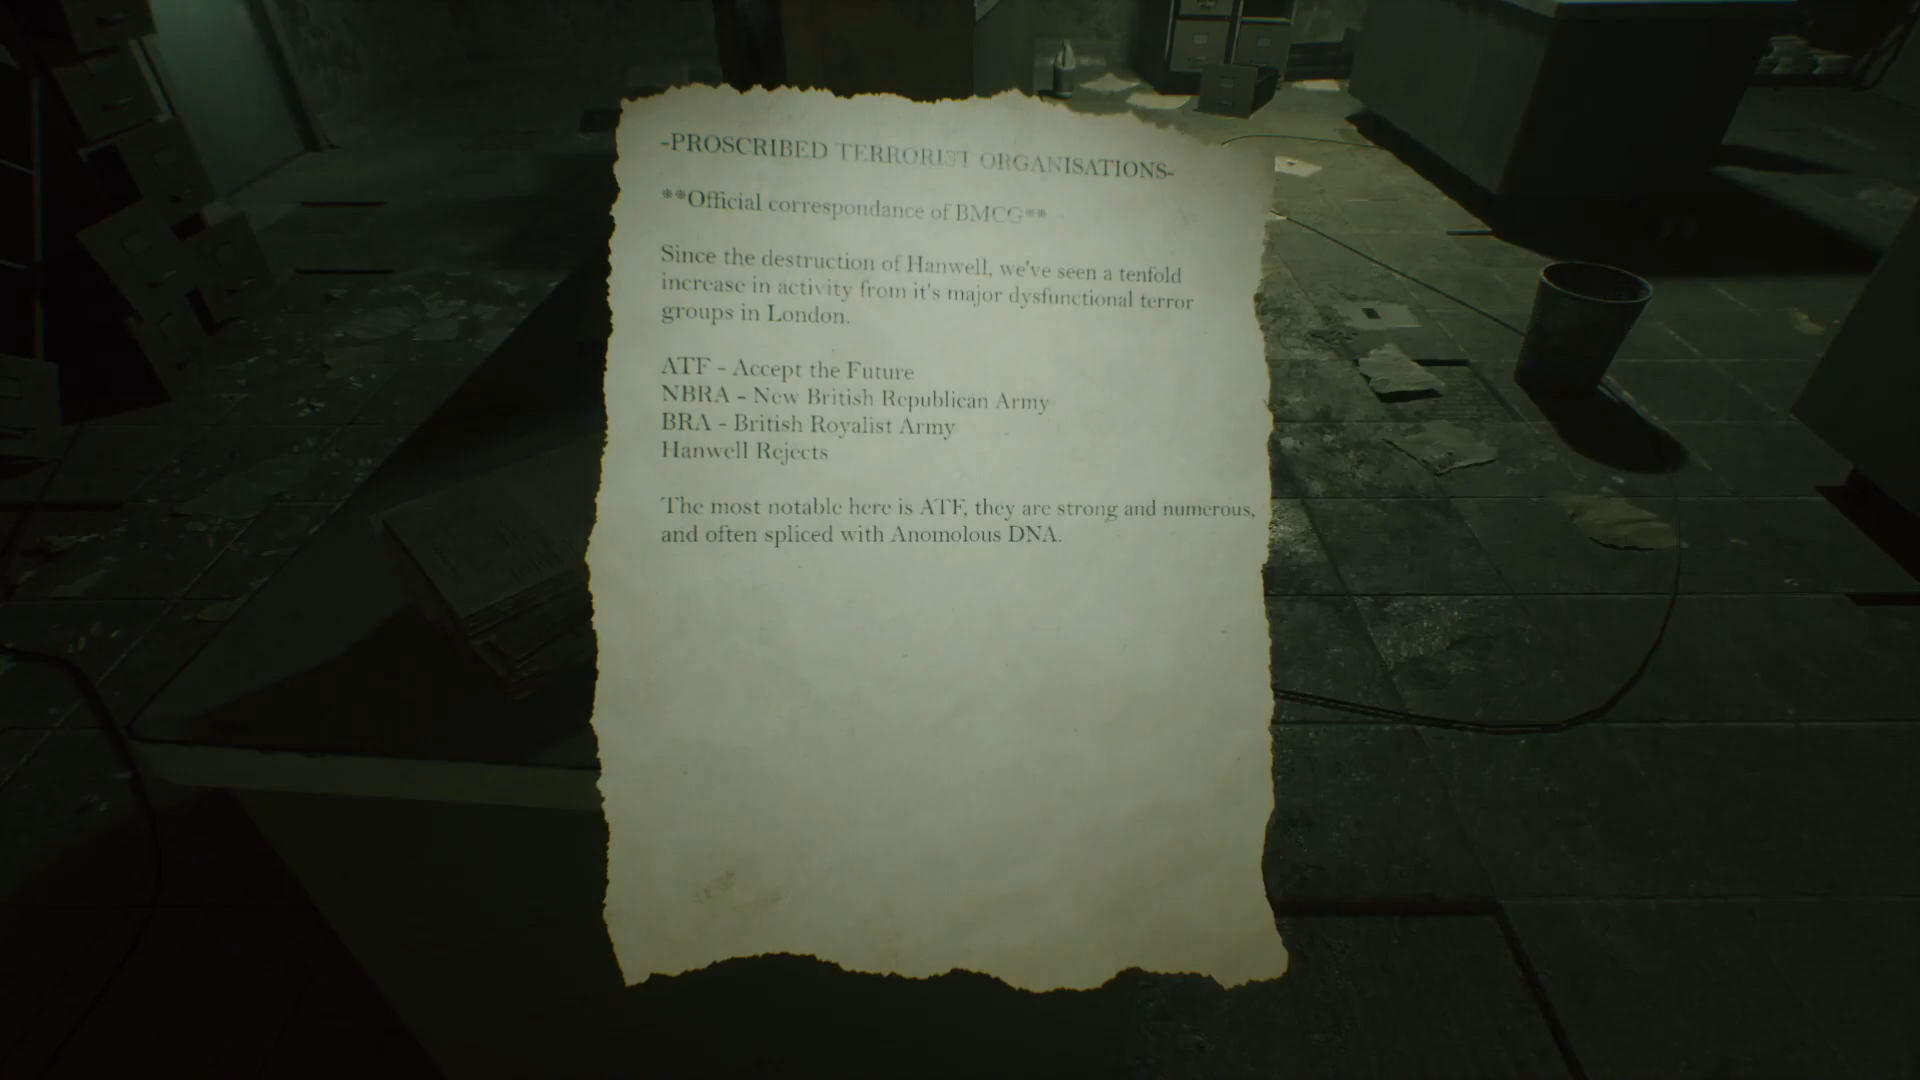 -PROSCRIBED TERRORIST ORGANISATIONS-
**Official correspondance of BMCG**
Since the destruction of Hanwell, we've seen a tenfold
increase in activity from it's major dysfunctional terror
groups in London.
ATF - Accept the Future
NBRA - New British Republican Army
BRA - British Royalist Army
Hanwell Rejects
The most notable here is ATF, they are strong and numerous,
and often spliced with Anomolous DNA.